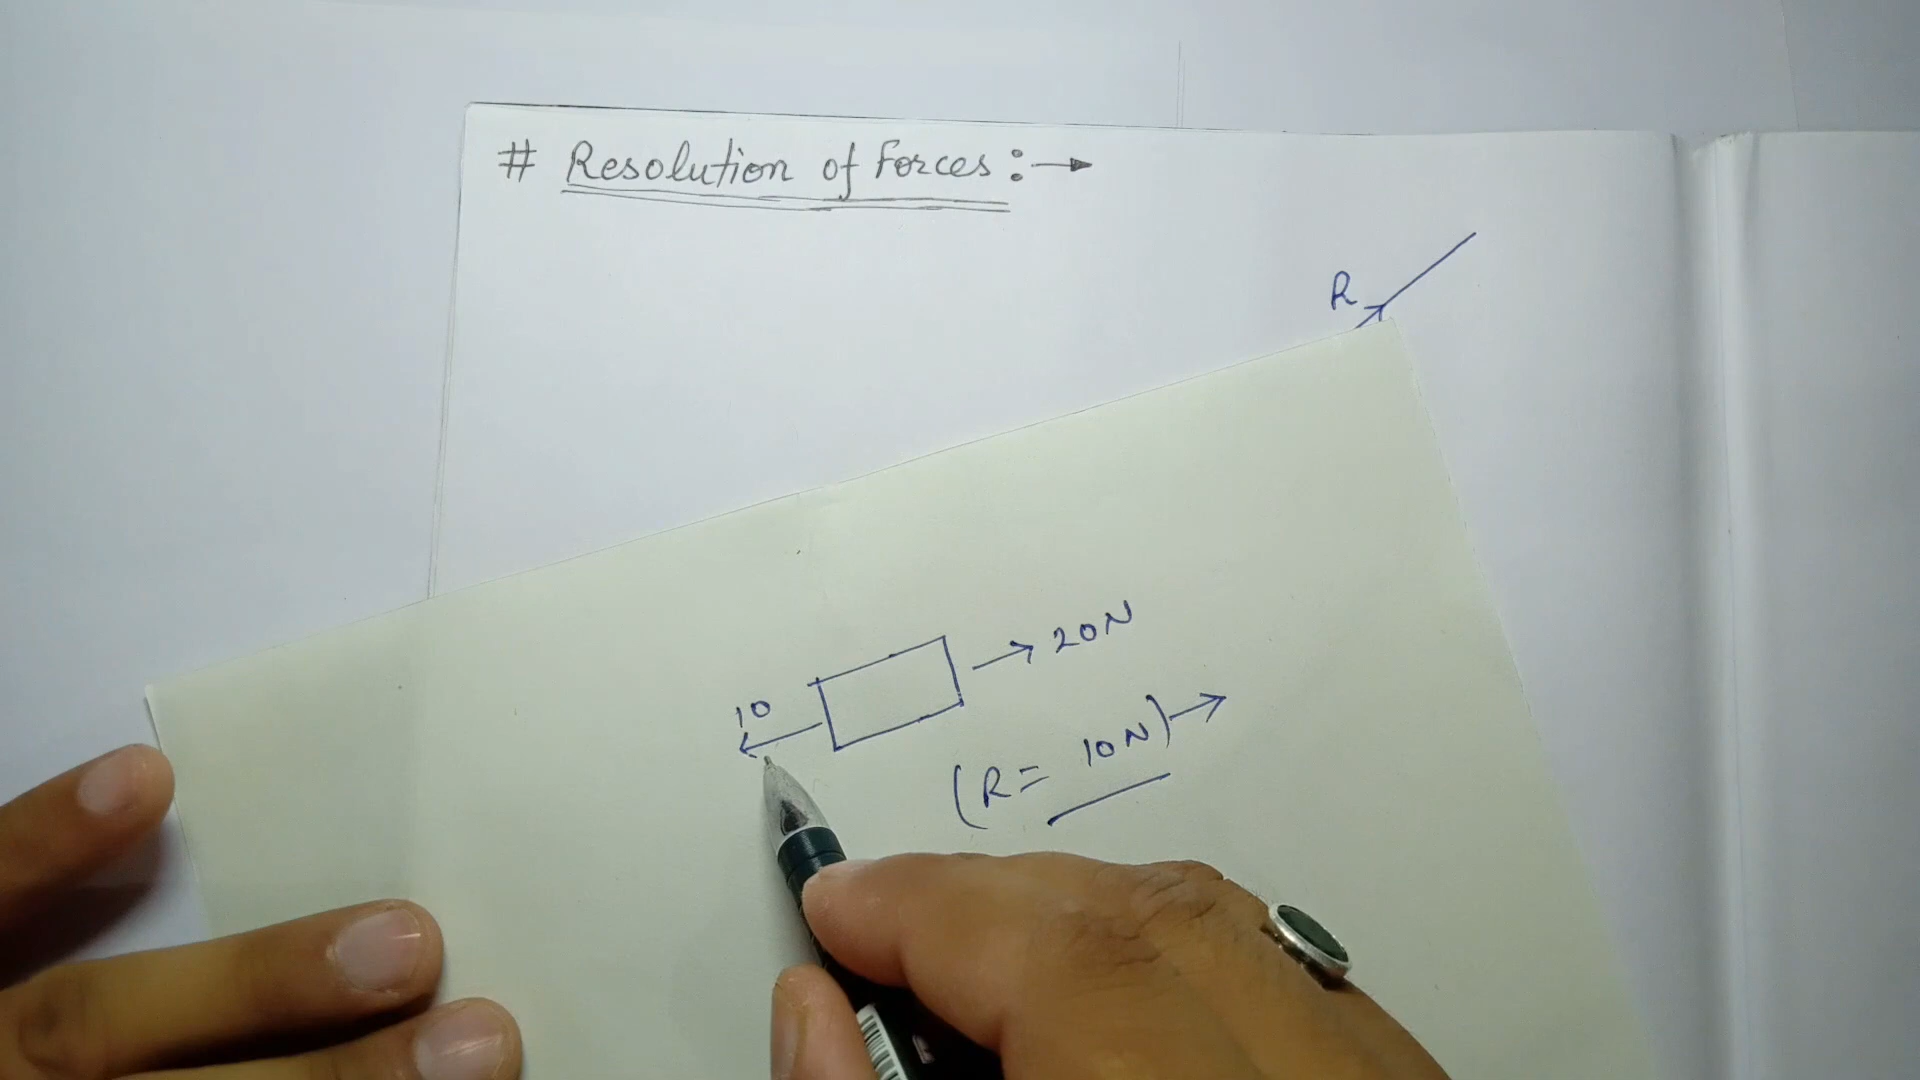 # Resolution of Forces :→
R
20N
10
(R = 10N) →